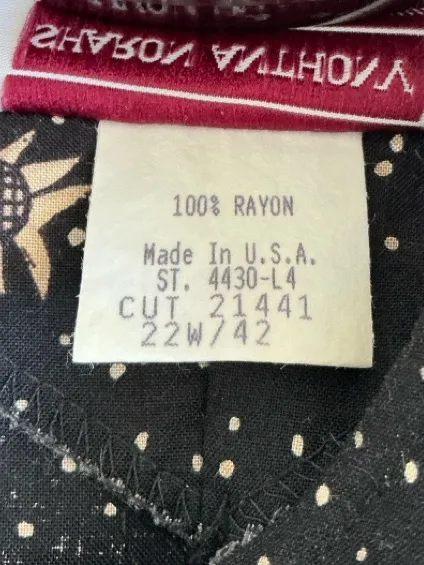 SHARON ANTHONY
100% RAYON
Made In U.S.A.
ST. 4430-L4
CUT 21441
22W/42